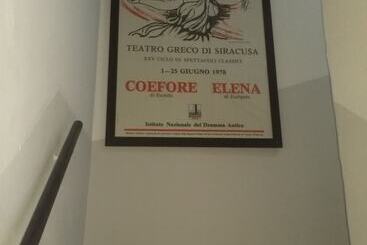 TEATRO GRECO DI SIRACUSA
XXV CICLO DI SPETTACOLI CLASSICI
1-25 GIUGNO 1978
COEFORE ELENA
di Eschilo di Euripide
Istituto Nazionale del Dramma Antico